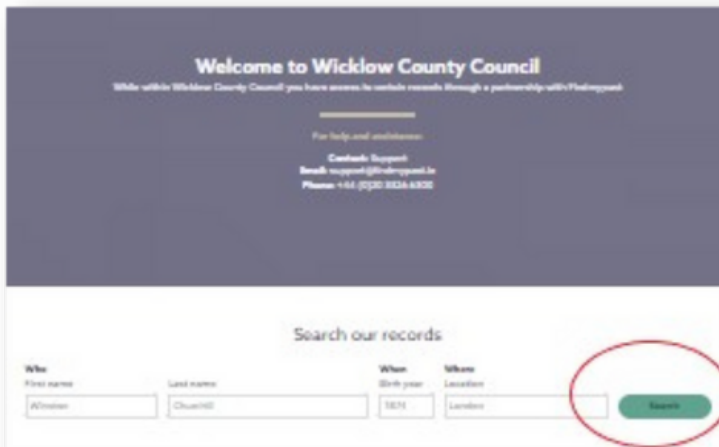 Welcome to Wicklow County Council
While within Wicklow County Council you have access to certain records through a partnership with Findmypast
For help and assistance:
Contact: Support
Email: support@findmypast.ie
Phone: +44 (0)20 3326 6300
Search our records
Who When Where
First name Last name Birth year Location
Winston Churchill 1874 London Search